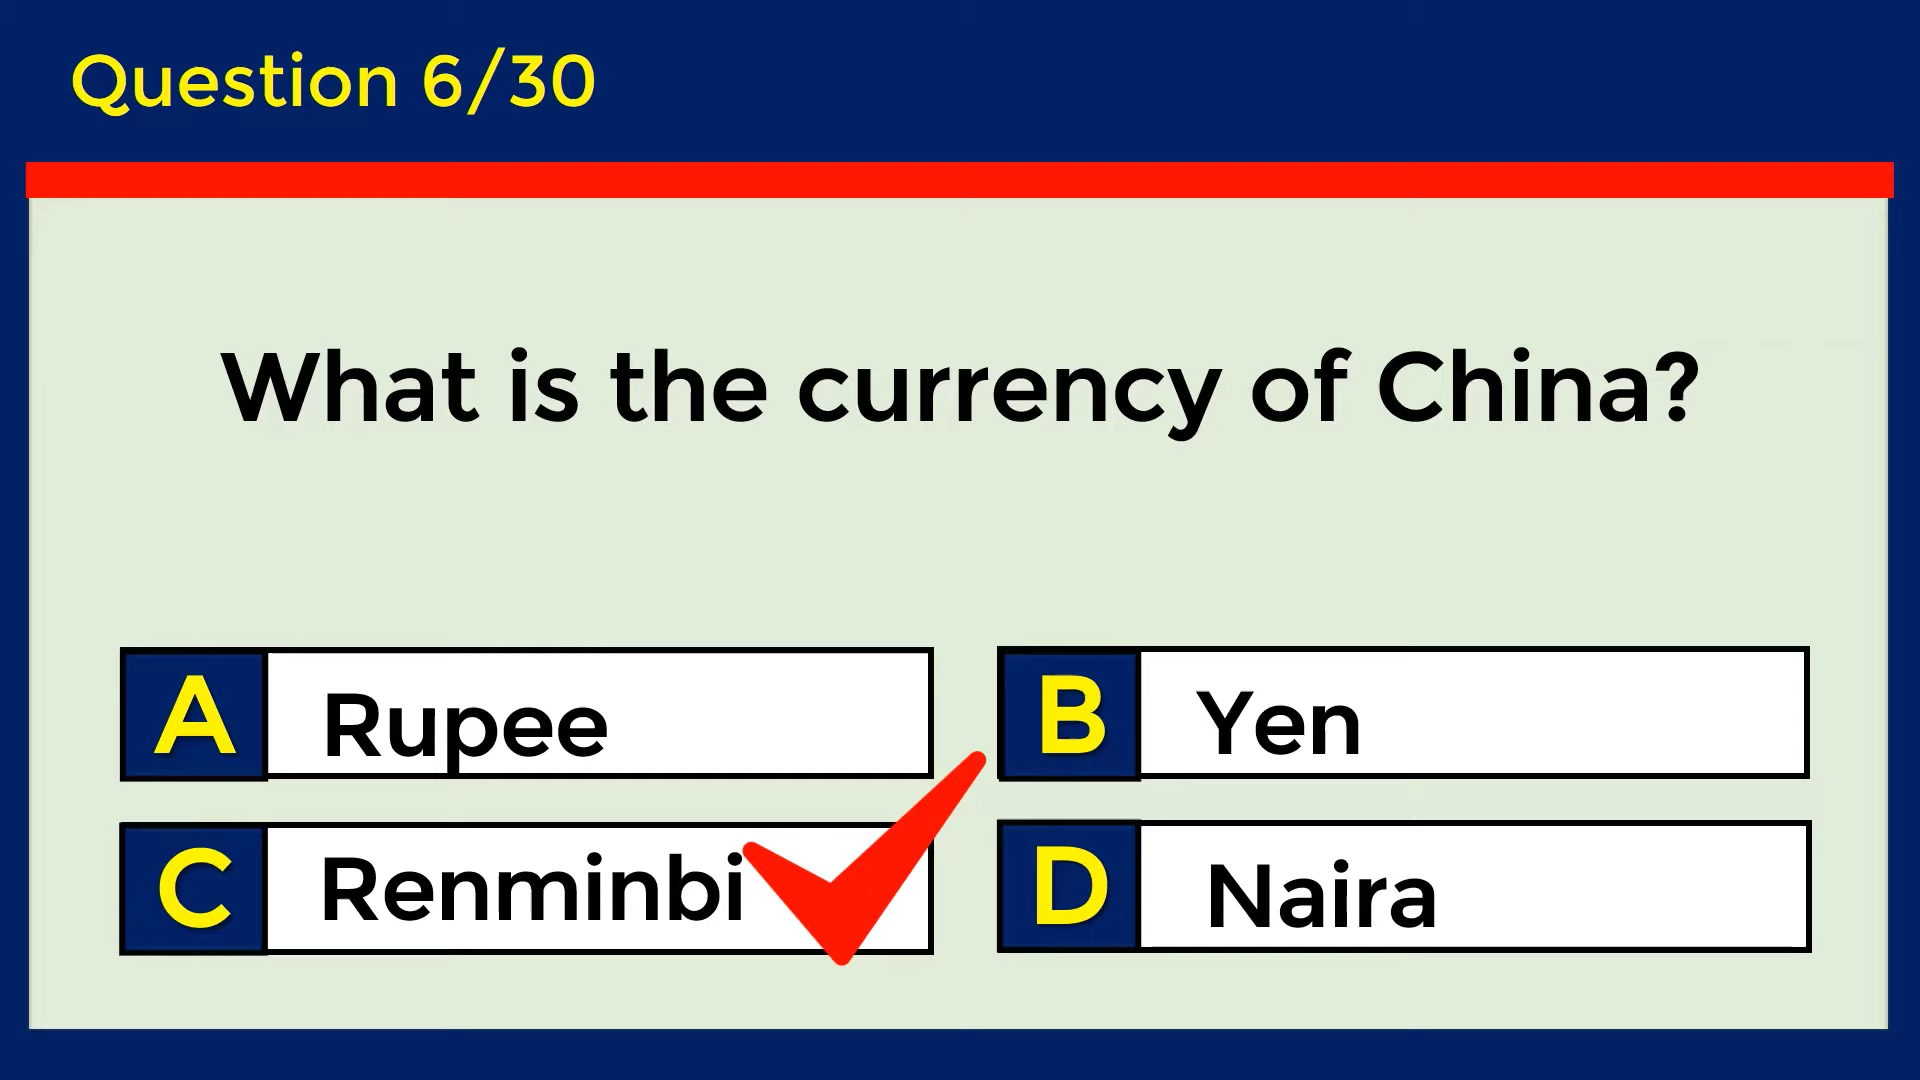 Question 6/30
What is the currency of China?
A Rupee
B Yen
C Renminbi
D Naira